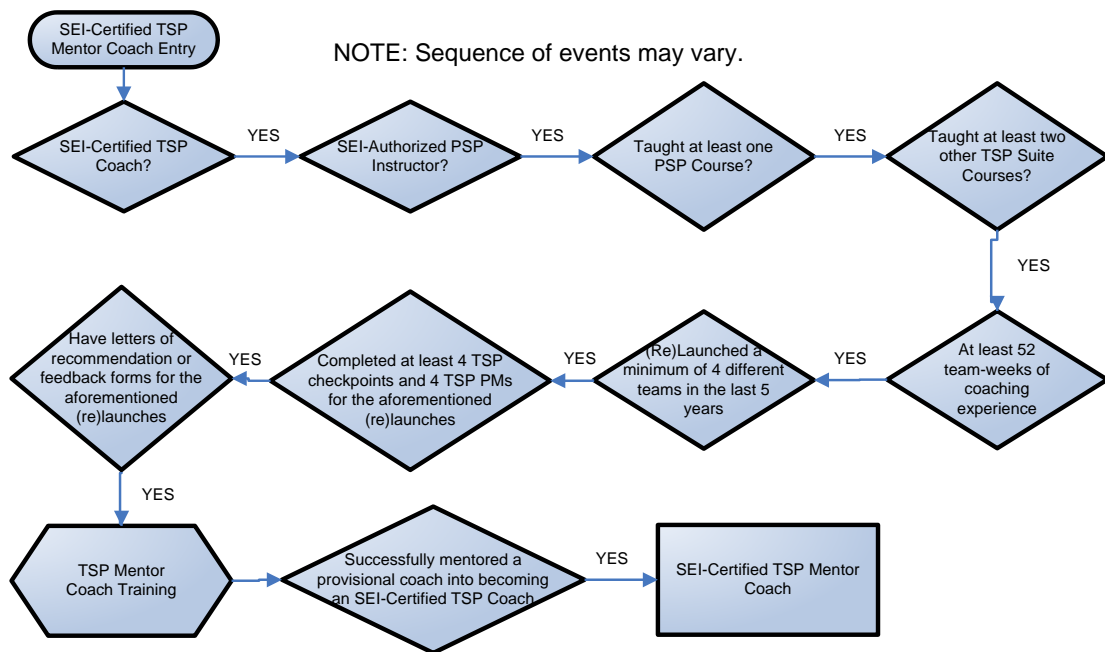 SEI-Certified TSP
Mentor Coach Entry
NOTE: Sequence of events may vary.
SEI-Certified TSP
Coach?
YES
SEI-Authorized PSP
Instructor?
YES
Taught at least one
PSP Course?
YES
Taught at least two
other TSP Suite
Courses?
YES
At least 52
team-weeks of
coaching
experience
YES
(Re)Launched a
minimum of 4 different
teams in the last 5
years
YES
Completed at least 4 TSP
checkpoints and 4 TSP PMs
for the aforementioned
(re)launches
YES
Have letters of
recommendation or
feedback forms for the
aforementioned
(re)launches
YES
TSP Mentor
Coach Training
Successfully mentored a
provisional coach into becoming
an SEI-Certified TSP Coach
YES
SEI-Certified TSP Mentor
Coach